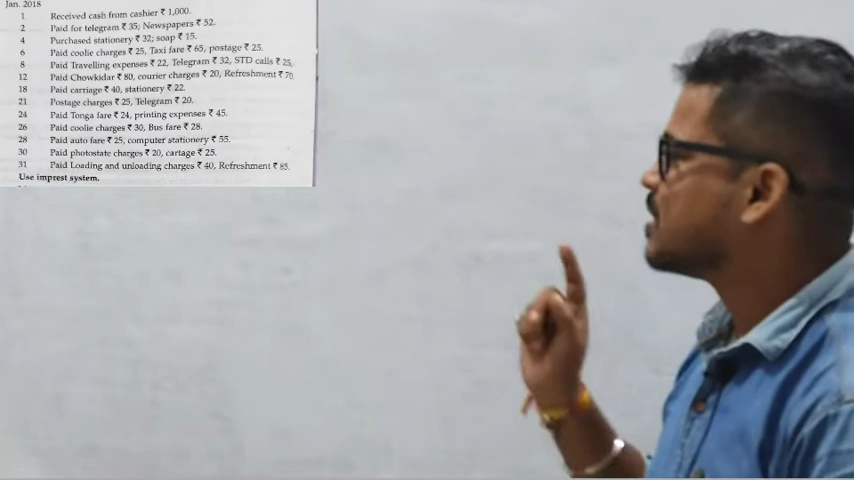 Jan. 2018
1 Received cash from cashier ₹ 1,000.
2 Paid for telegram ₹ 35; Newspapers ₹ 52.
4 Purchased stationery ₹ 32; soap ₹ 15.
6 Paid coolie charges ₹ 25, Taxi fare ₹ 65, postage ₹ 25.
8 Paid Travelling expenses ₹ 22, Telegram ₹ 32, STD calls ₹ 25,
12 Paid Chowkidar ₹ 80, courier charges ₹ 20, Refreshment ₹ 70
18 Paid carriage ₹ 40, stationery ₹ 22.
21 Postage charges ₹ 25, Telegram ₹ 20.
24 Paid Tonga fare ₹ 24, printing expenses ₹ 45.
26 Paid coolie charges ₹ 30, Bus fare ₹ 28.
28 Paid auto fare ₹ 25, computer stationery ₹ 55.
30 Paid photostate charges ₹ 20, cartage ₹ 25.
31 Paid Loading and unloading charges ₹ 40, Refreshment ₹ 85.
Use imprest system.